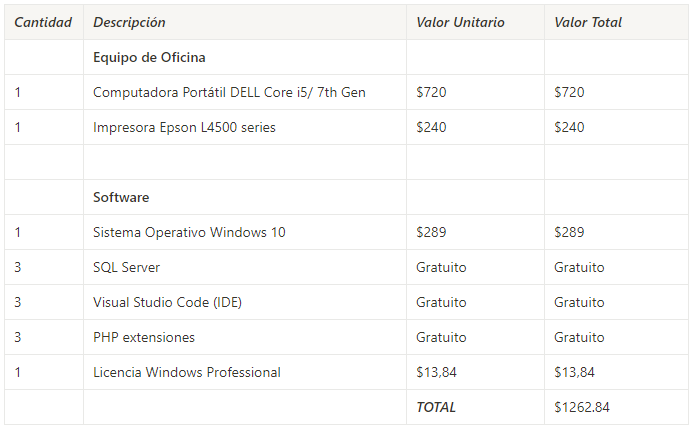 Cantidad Descripción Valor Unitario Valor Total
Equipo de Oficina
1 Computadora Portátil DELL Core i5/ 7th Gen $720 $720
1 Impresora Epson L4500 series $240 $240
Software
1 Sistema Operativo Windows 10 $289 $289
3 SQL Server Gratuito Gratuito
3 Visual Studio Code (IDE) Gratuito Gratuito
3 PHP extensiones Gratuito Gratuito
1 Licencia Windows Professional $13,84 $13,84
TOTAL $1262.84